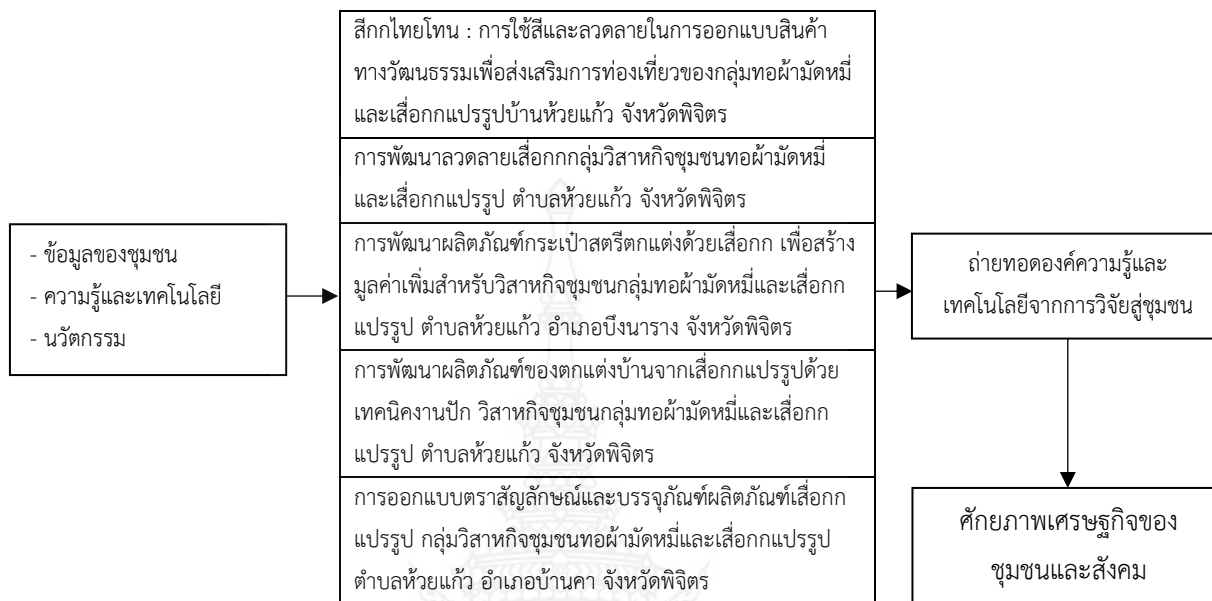 - ข้อมูลของชุมชน
- ความรู้และเทคโนโลยี
- นวัตกรรม
สีกกไทยโทน : การใช้สีและลวดลายในการออกแบบสินค้า
ทางวัฒนธรรมเพื่อส่งเสริมการท่องเที่ยวของกลุ่มทอผ้ามัดหมี่
และเสื่อกกแปรรูปบ้านห้วยแก้ว จังหวัดพิจิตร
การพัฒนาลวดลายเสื่อกกกลุ่มวิสาหกิจชุมชนทอผ้ามัดหมี่
และเสื่อกกแปรรูป ตำบลห้วยแก้ว จังหวัดพิจิตร
การพัฒนาผลิตภัณฑ์กระเป๋าสตรีตกแต่งด้วยเสื่อกก เพื่อสร้าง
มูลค่าเพิ่มสำหรับวิสาหกิจชุมชนกลุ่มทอผ้ามัดหมี่และเสื่อกก
แปรรูป ตำบลห้วยแก้ว อำเภอบึงนาราง จังหวัดพิจิตร
การพัฒนาผลิตภัณฑ์ของตกแต่งบ้านจากเสื่อกกแปรรูปด้วย
เทคนิคงานปัก วิสาหกิจชุมชนกลุ่มทอผ้ามัดหมี่และเสื่อกก
แปรรูป ตำบลห้วยแก้ว จังหวัดพิจิตร
การออกแบบตราสัญลักษณ์และบรรจุภัณฑ์ผลิตภัณฑ์เสื่อกก
แปรรูป กลุ่มวิสาหกิจชุมชนทอผ้ามัดหมี่และเสื่อกกแปรรูป
ตำบลห้วยแก้ว อำเภอบ้านคา จังหวัดพิจิตร
ถ่ายทอดองค์ความรู้และ
เทคโนโลยีจากการวิจัยสู่ชุมชน
ศักยภาพเศรษฐกิจของ
ชุมชนและสังคม